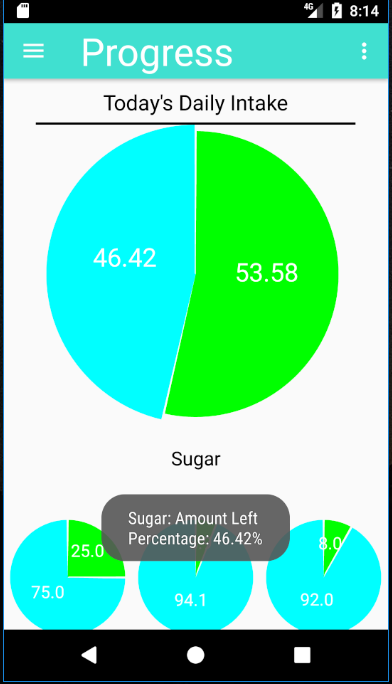 4G 8:14
Progress
Today's Daily Intake
46.42
53.58
Sugar
Sugar: Amount Left
Percentage: 46.42%
25.0
8.0
75.0
94.1
92.0